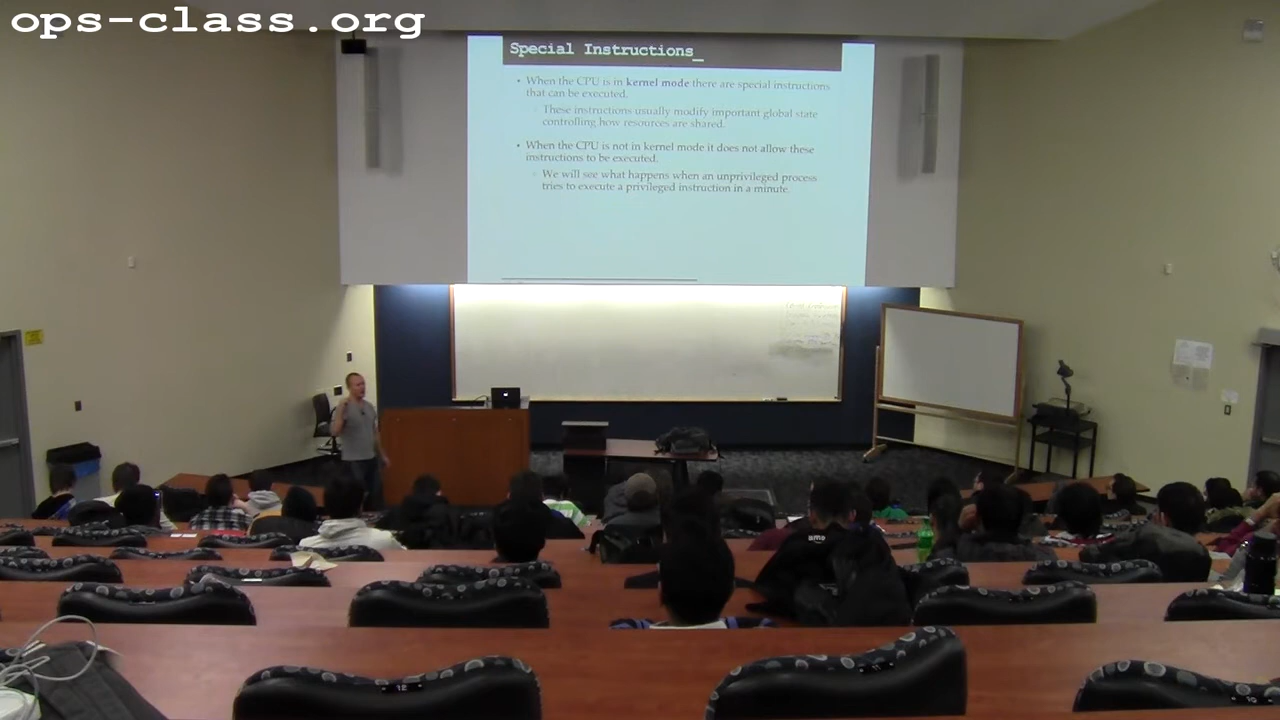 ops-class.org
Special Instructions_
• When the CPU is in kernel mode there are special instructions
that can be executed.
◦ These instructions usually modify important global state
controlling how resources are shared.
• When the CPU is not in kernel mode it does not allow these
instructions to be executed.
◦ We will see what happens when an unprivileged process
tries to execute a privileged instruction in a minute.
12
11
10